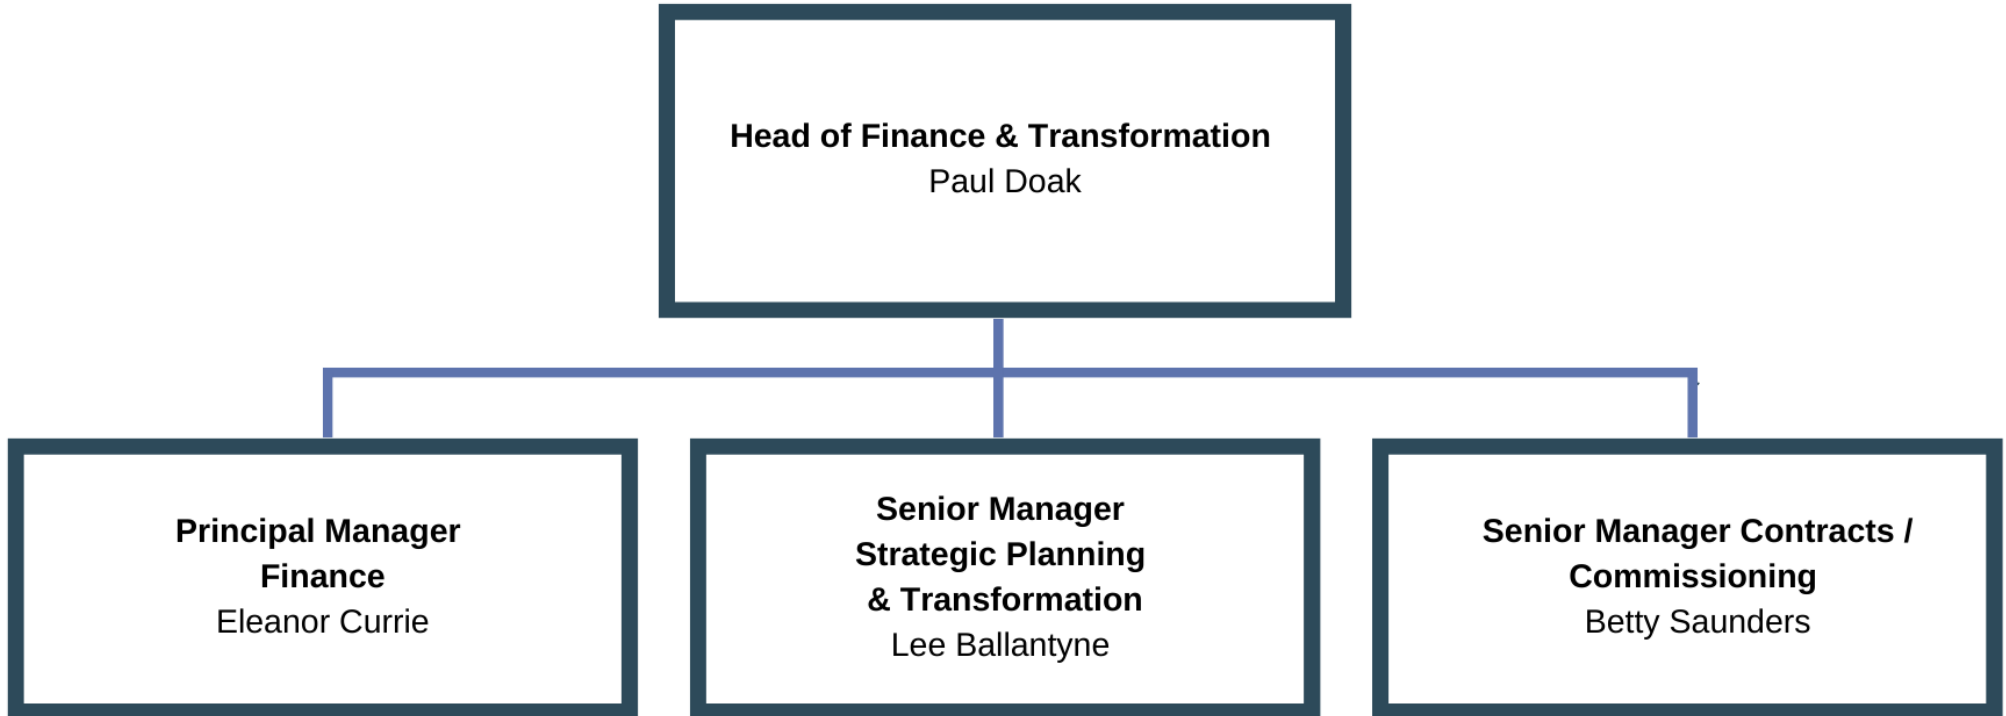 Head of Finance & Transformation
Paul Doak
Principal Manager
Finance
Eleanor Currie
Senior Manager
Strategic Planning
& Transformation
Lee Ballantyne
Senior Manager Contracts /
Commissioning
Betty Saunders